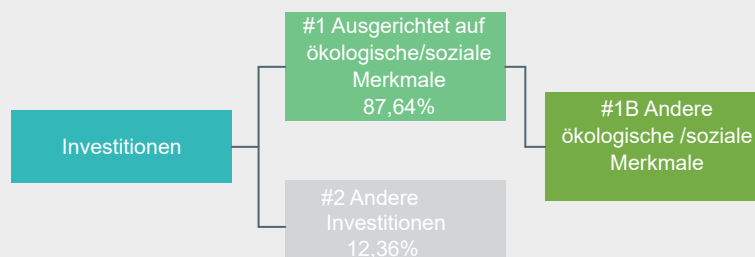 Investitionen
#1 Ausgerichtet auf
ökologische/soziale
Merkmale
87,64%
#2 Andere
Investitionen
12,36%
#1B Andere
ökologische /soziale
Merkmale